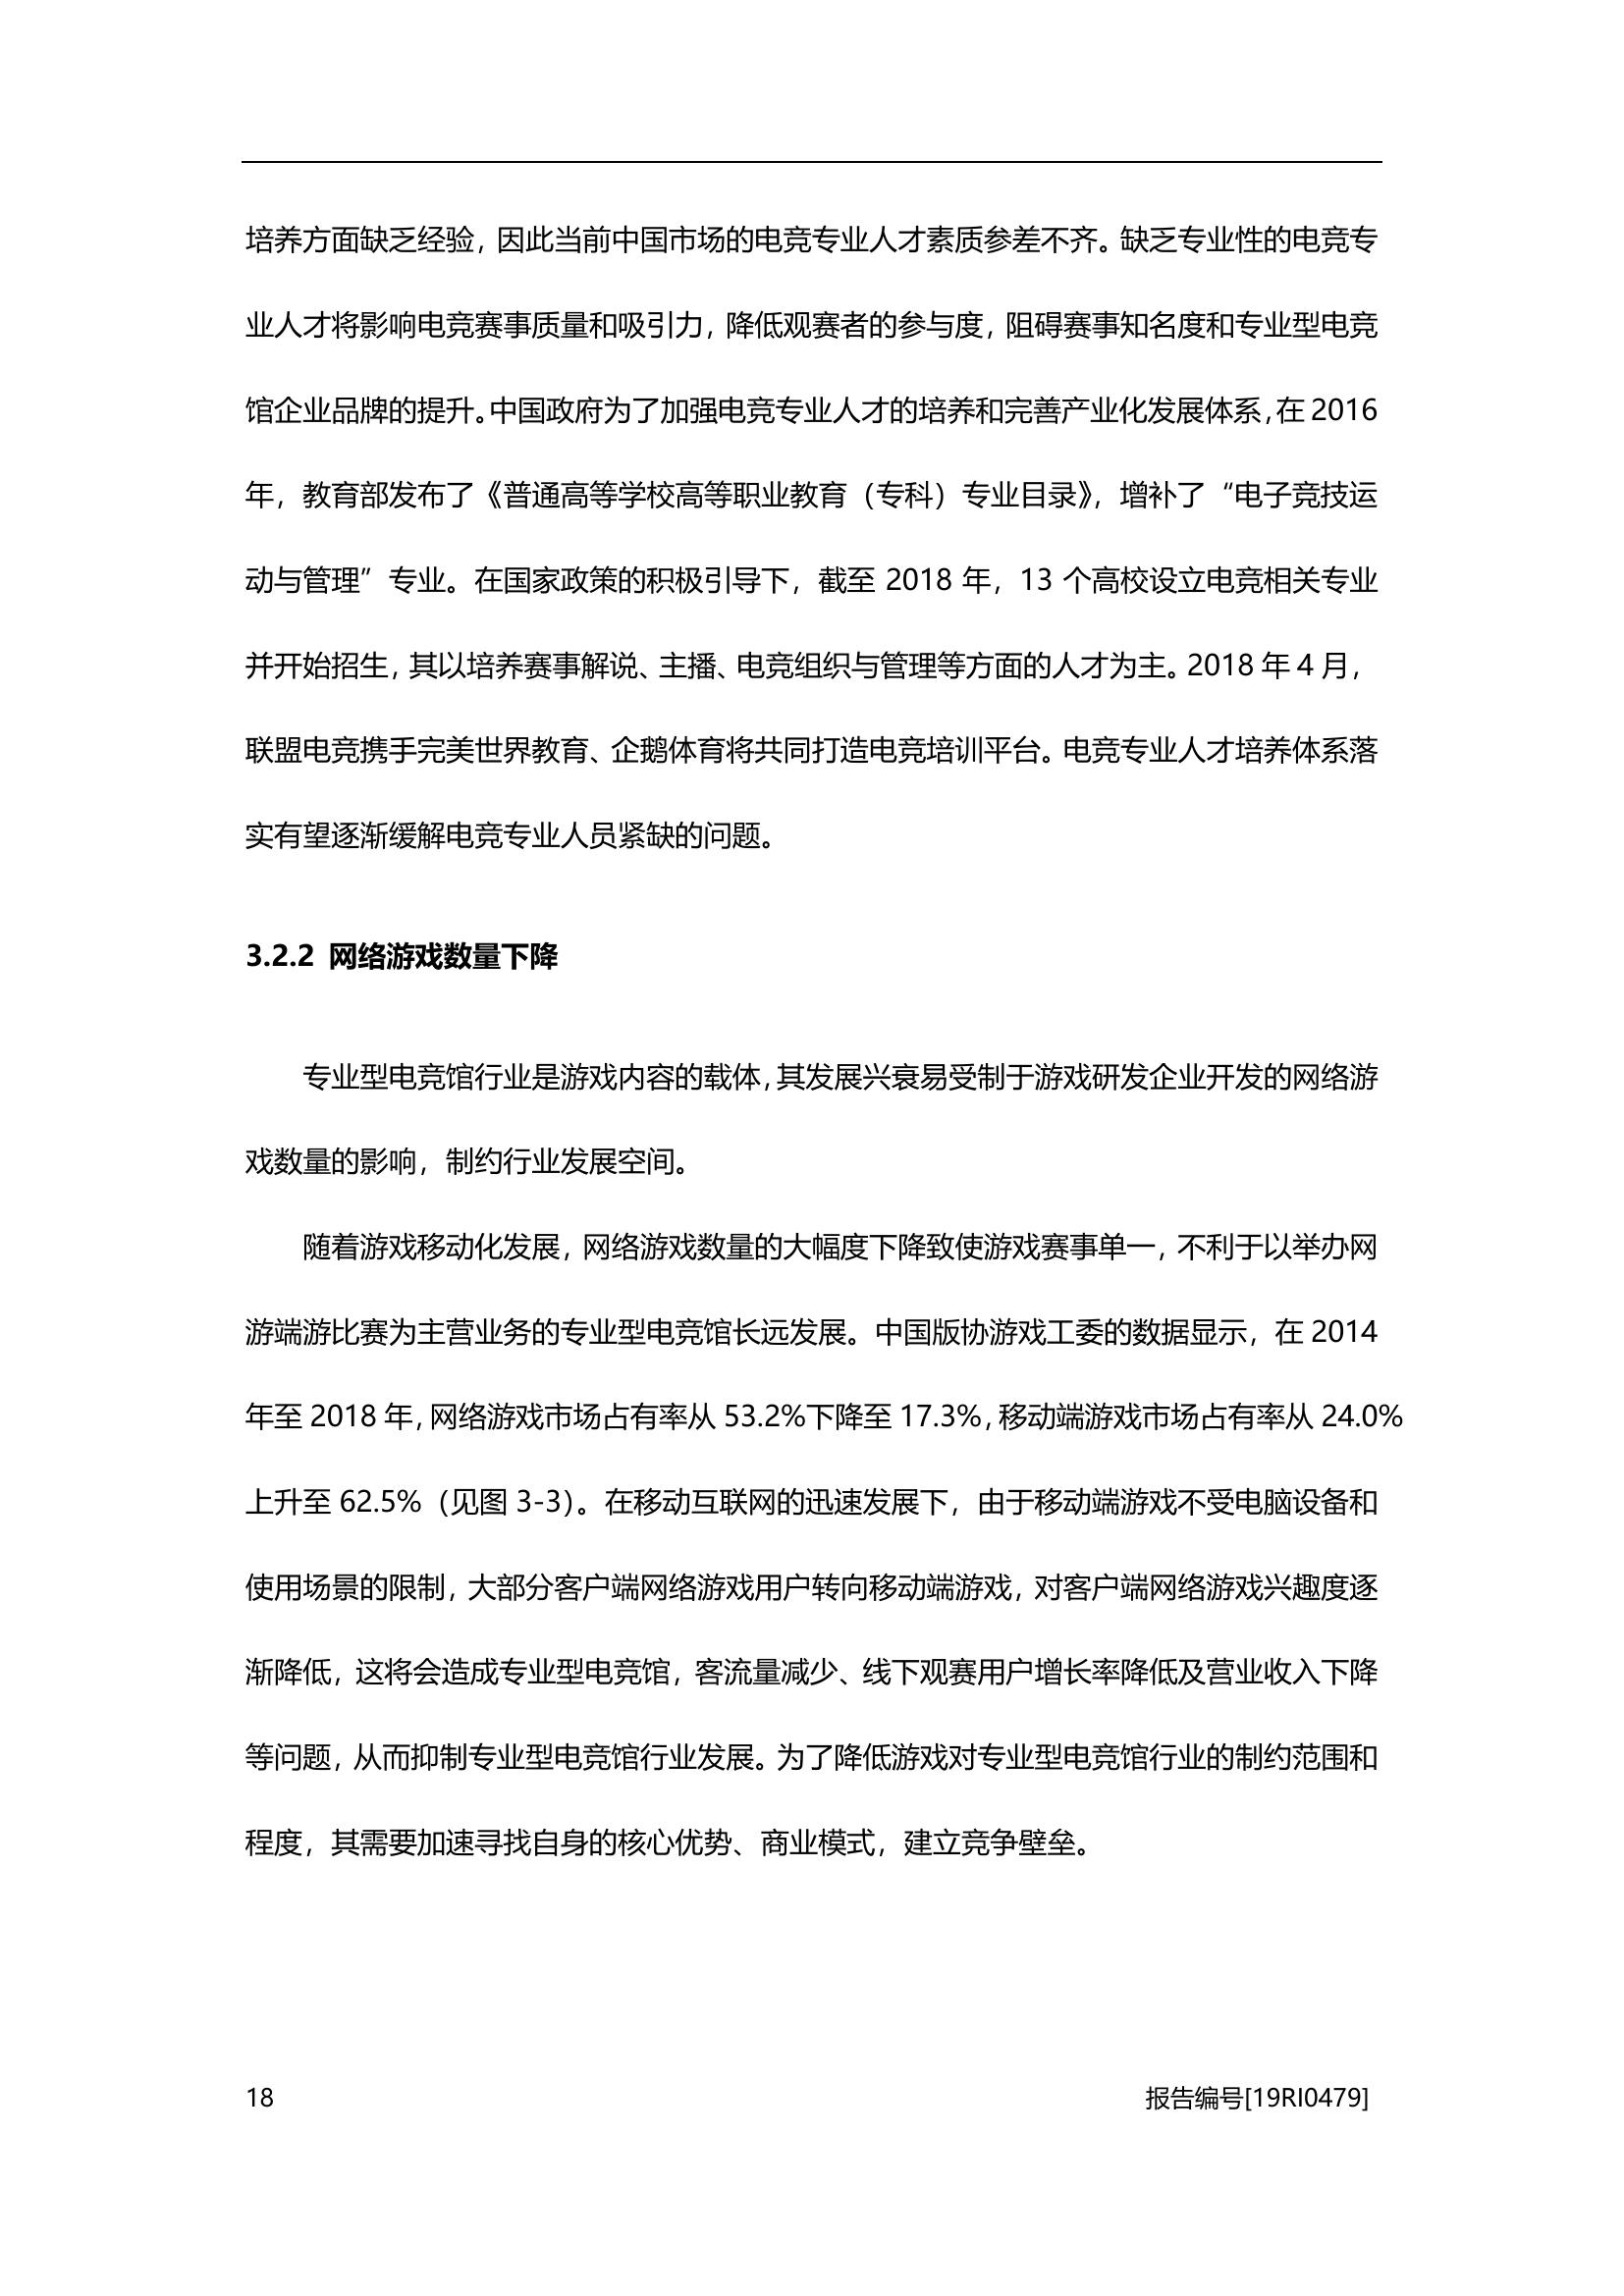 培养方面缺乏经验，因此当前中国市场的电竞专业人才素质参差不齐。缺乏专业性的电竞专
业人才将影响电竞赛事质量和吸引力，降低观赛者的参与度，阻碍赛事知名度和专业型电竞
馆企业品牌的提升。中国政府为了加强电竞专业人才的培养和完善产业化发展体系，在 2016
年，教育部发布了《普通高等学校高等职业教育（专科）专业目录》，增补了“电子竞技运
动与管理”专业。在国家政策的积极引导下，截至 2018 年，13 个高校设立电竞相关专业
并开始招生，其以培养赛事解说、主播、电竞组织与管理等方面的人才为主。2018 年 4 月，
联盟电竞携手完美世界教育、企鹅体育将共同打造电竞培训平台。电竞专业人才培养体系落
实有望逐渐缓解电竞专业人员紧缺的问题。
3.2.2 网络游戏数量下降
专业型电竞馆行业是游戏内容的载体，其发展兴衰易受制于游戏研发企业开发的网络游
戏数量的影响，制约行业发展空间。
随着游戏移动化发展，网络游戏数量的大幅度下降致使游戏赛事单一，不利于以举办网
游端游比赛为主营业务的专业型电竞馆长远发展。中国版协游戏工委的数据显示，在 2014
年至 2018 年，网络游戏市场占有率从 53.2%下降至 17.3%，移动端游戏市场占有率从 24.0%
上升至 62.5%（见图 3-3）。在移动互联网的迅速发展下，由于移动端游戏不受电脑设备和
使用场景的限制，大部分客户端网络游戏用户转向移动端游戏，对客户端网络游戏兴趣度逐
渐降低，这将会造成专业型电竞馆，客流量减少、线下观赛用户增长率降低及营业收入下降
等问题，从而抑制专业型电竞馆行业发展。为了降低游戏对专业型电竞馆行业的制约范围和
程度，其需要加速寻找自身的核心优势、商业模式，建立竞争壁垒。
18 报告编号[19RI0479]